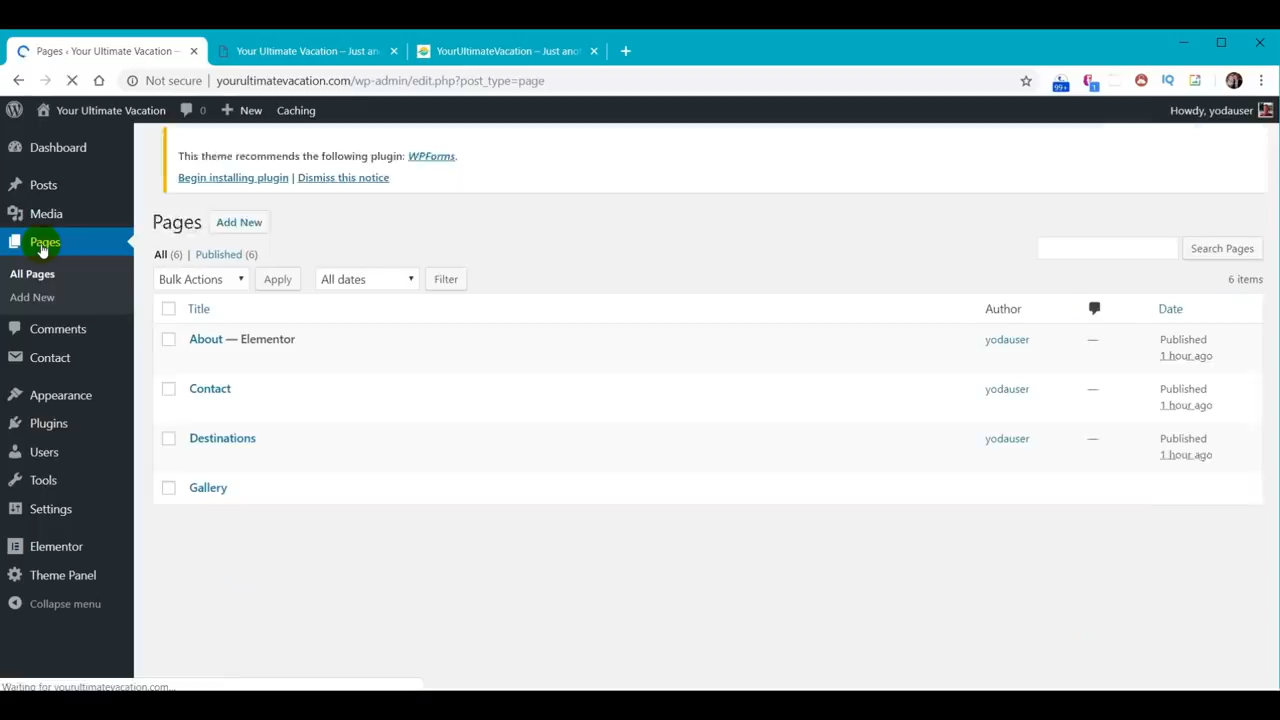 Pages ‹ Your Ultimate Vacation –
Your Ultimate Vacation – Just an
YourUltimateVacation – Just ano
Not secure
yourultimatevacation.com/wp-admin/edit.php?post_type=page
99+
1
IQ
Your Ultimate Vacation
0
New
Caching
Howdy, yodauser
Dashboard
Posts
Media
Pages
All Pages
Add New
Comments
Contact
Appearance
Plugins
Users
Tools
Settings
Elementor
Theme Panel
Collapse menu
This theme recommends the following plugin: WPForms.
Begin installing plugin | Dismiss this notice
Pages Add New
All (6) | Published (6)
Search Pages
Bulk Actions Apply All dates Filter
6 items
Title Author Date
About — Elementor yodauser — Published
1 hour ago
Contact yodauser — Published
1 hour ago
Destinations yodauser — Published
1 hour ago
Gallery
Waiting for yourultimatevacation.com...